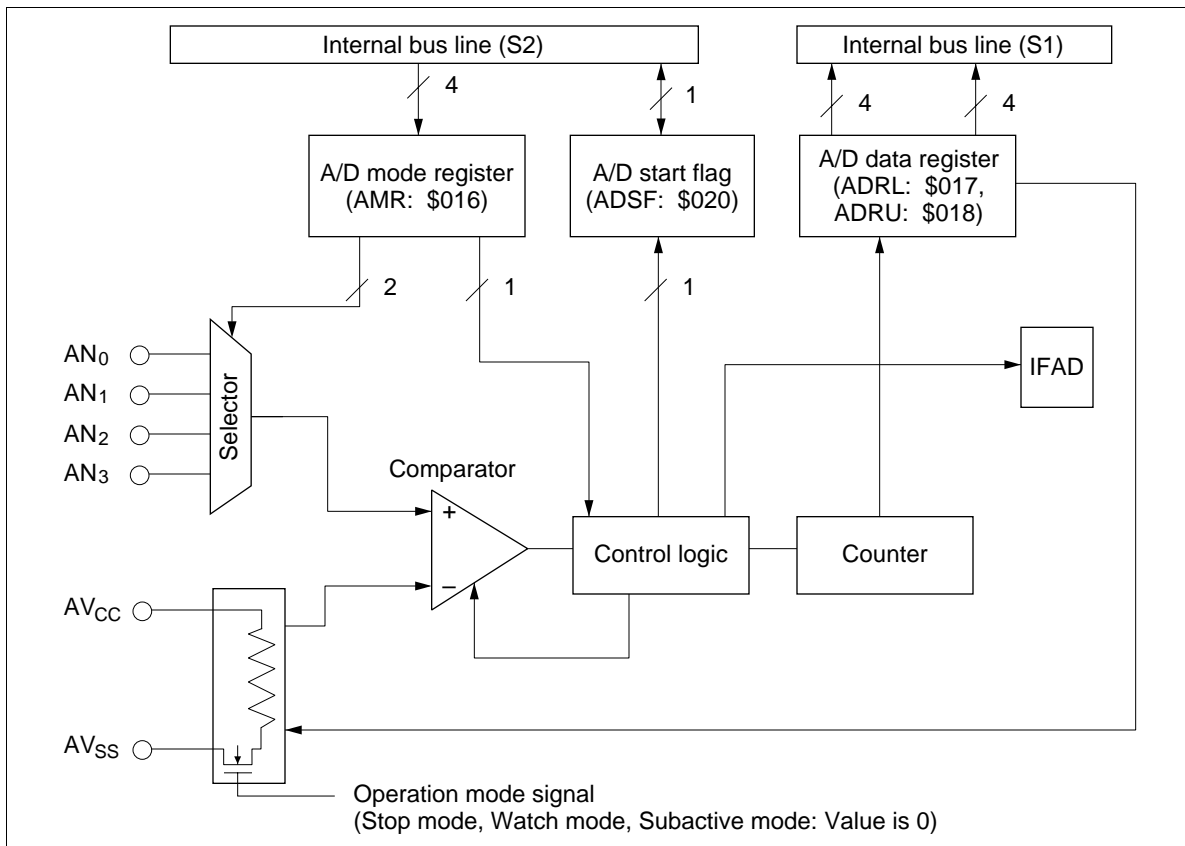 Internal bus line (S2)
Internal bus line (S1)
4
1
4
4
A/D mode register
(AMR: $016)
A/D start flag
(ADSF: $020)
A/D data register
(ADRL: $017,
ADRU: $018)
2
1
1
AN0
AN1
AN2
AN3
Selector
IFAD
Comparator
+
–
Control logic
Counter
AVCC
AVSS
Operation mode signal
(Stop mode, Watch mode, Subactive mode: Value is 0)